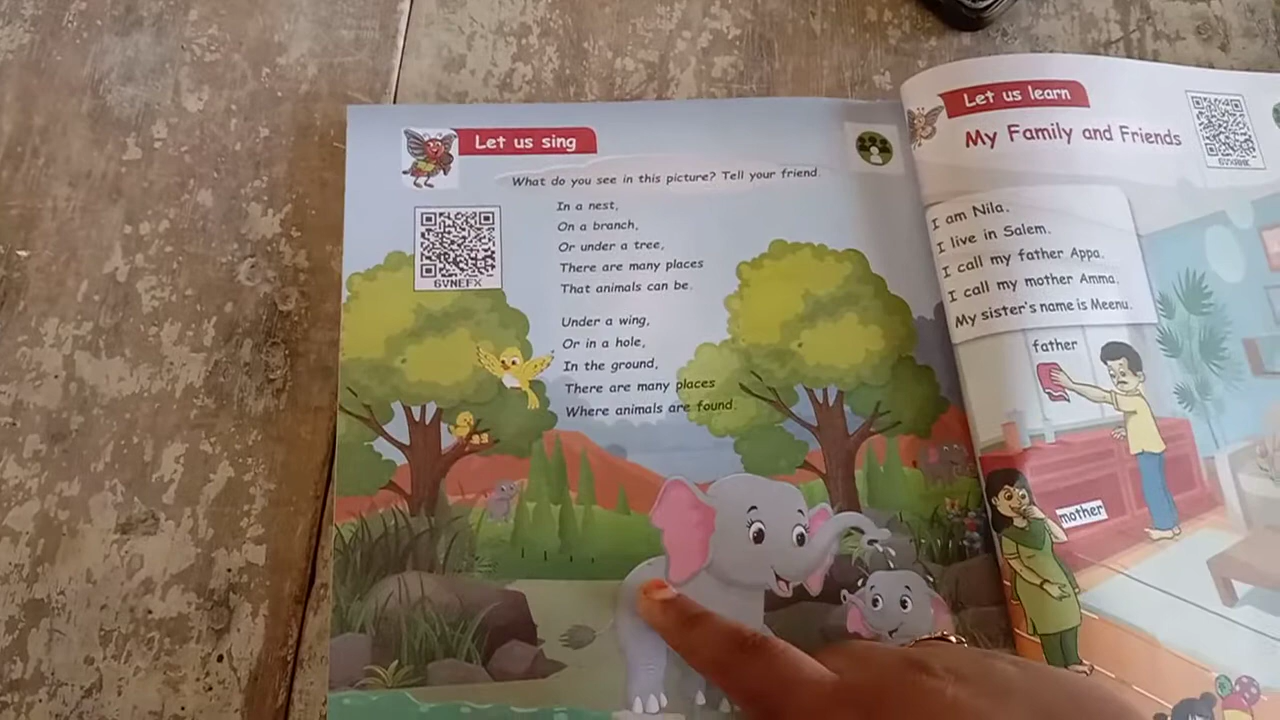 Let us sing
What do you see in this picture? Tell your friend.
6VNEFX
In a nest,
On a branch,
Or under a tree,
There are many places
That animals can be.
Under a wing,
Or in a hole,
In the ground,
There are many places
Where animals are found.
Let us learn
My Family and Friends
I am Nila.
I live in Salem.
I call my father Appa.
I call my mother Amma.
My sister's name is Meenu.
father
mother